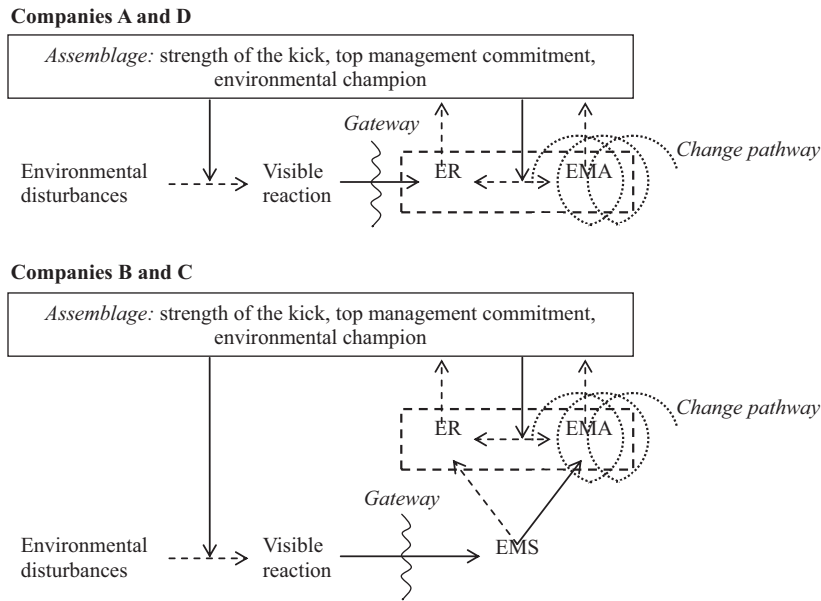 Companies A and D
Assemblage: strength of the kick, top management commitment,
environmental champion
Gateway
Change pathway
Environmental
disturbances
Visible
reaction
ER
EMA
Companies B and C
Assemblage: strength of the kick, top management commitment,
environmental champion
Change pathway
ER
EMA
Gateway
Environmental
disturbances
Visible
reaction
EMS